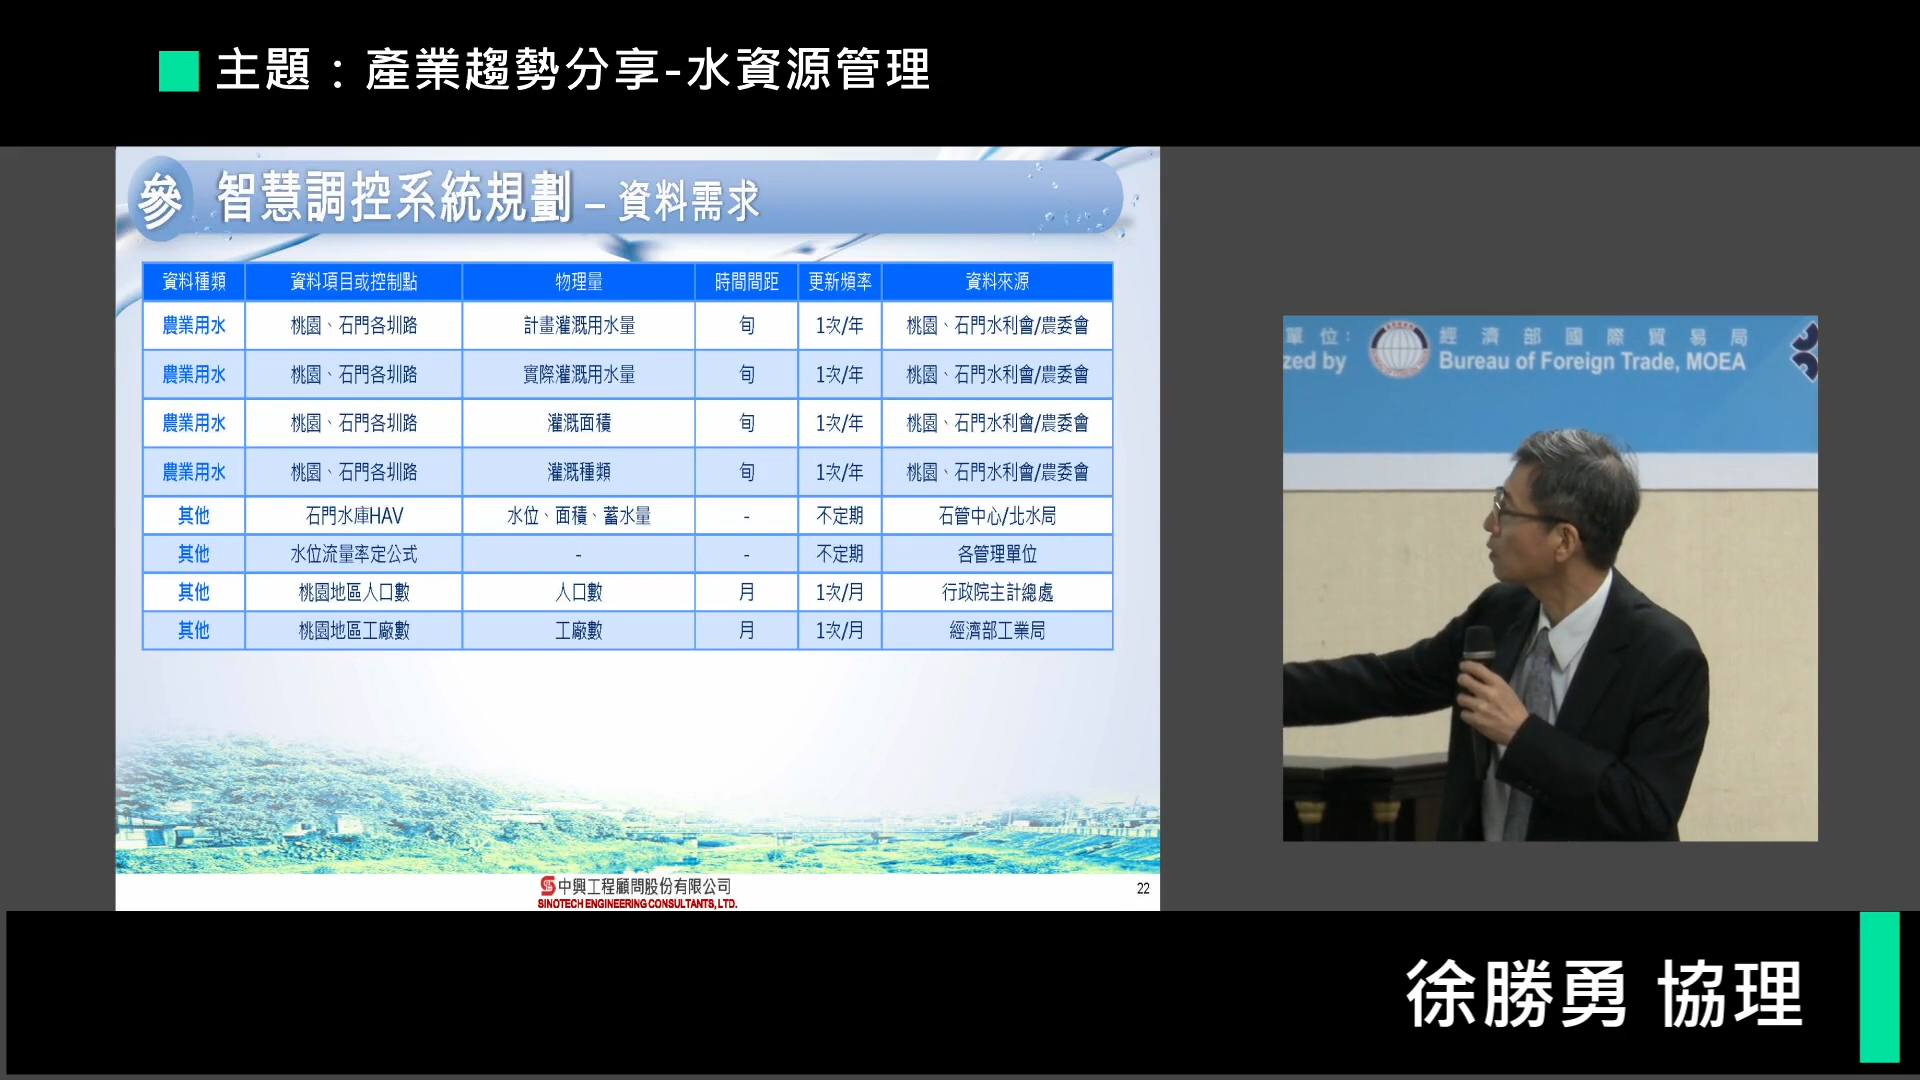 主題：產業趨勢分享-水資源管理
參 智慧調控系統規劃 – 資料需求
資料種類 資料項目或控制點 物理量 時間間距 更新頻率 資料來源
農業用水 桃園、石門各圳路 計畫灌溉用水量 旬 1次/年 桃園、石門水利會/農委會
農業用水 桃園、石門各圳路 實際灌溉用水量 旬 1次/年 桃園、石門水利會/農委會
農業用水 桃園、石門各圳路 灌溉面積 旬 1次/年 桃園、石門水利會/農委會
農業用水 桃園、石門各圳路 灌溉種類 旬 1次/年 桃園、石門水利會/農委會
其他 石門水庫HAV 水位、面積、蓄水量 - 不定期 石管中心/北水局
其他 水位流量率定公式 - - 不定期 各管理單位
其他 桃園地區人口數 人口數 月 1次/月 行政院主計總處
其他 桃園地區工廠數 工廠數 月 1次/月 經濟部工業局
中興工程顧問股份有限公司
SINOTECH ENGINEERING CONSULTANTS, LTD.
22
單位： 經濟部國際貿易局
zed by Bureau of Foreign Trade, MOEA
徐勝勇 協理